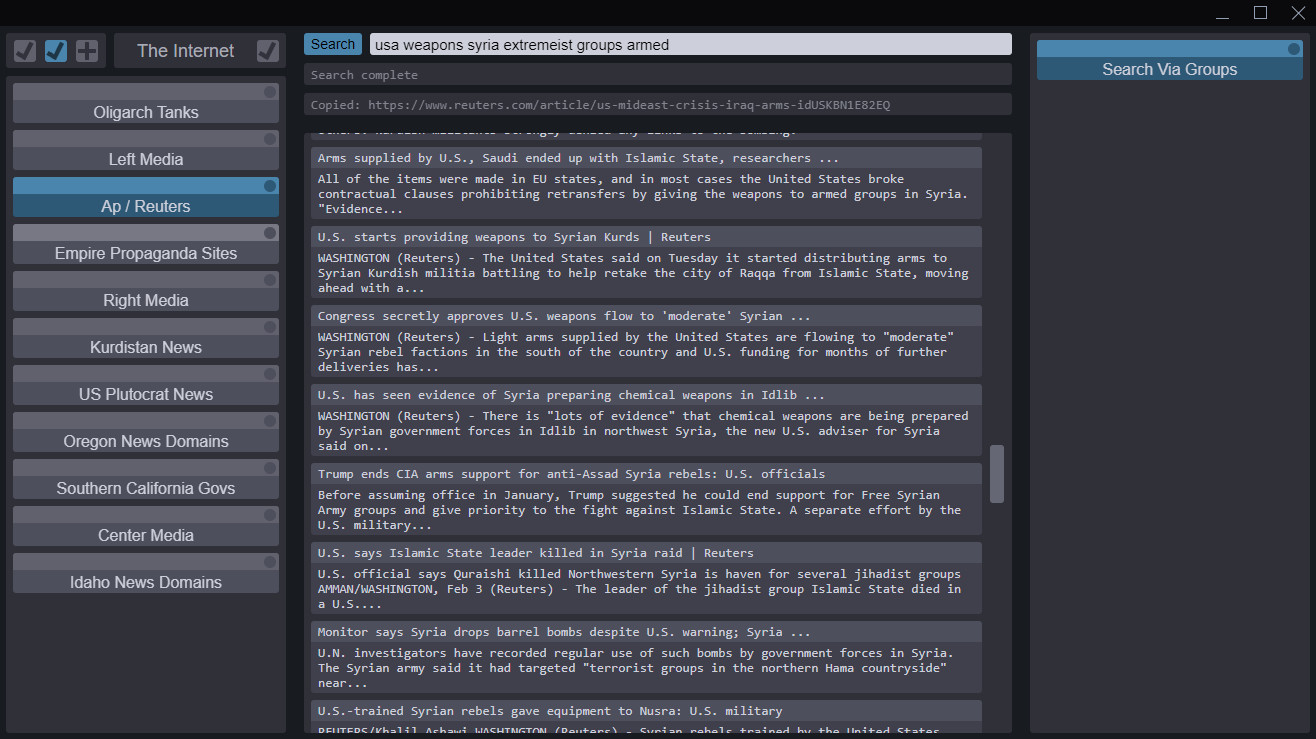 The Internet
Oligarch Tanks
Left Media
Ap / Reuters
Empire Propaganda Sites
Right Media
Kurdistan News
US Plutocrat News
Oregon News Domains
Southern California Govs
Center Media
Idaho News Domains
Search
usa weapons syria extremeist groups armed
Search complete
Copied: https://www.reuters.com/article/us-mideast-crisis-iraq-arms-idUSKBN1E82EQ
Arms supplied by U.S., Saudi ended up with Islamic State, researchers ...
All of the items were made in EU states, and in most cases the United States broke
contractual clauses prohibiting retransfers by giving the weapons to armed groups in Syria.
"Evidence...
U.S. starts providing weapons to Syrian Kurds | Reuters
WASHINGTON (Reuters) - The United States said on Tuesday it started distributing arms to
Syrian Kurdish militia battling to help retake the city of Raqqa from Islamic State, moving
ahead with a...
Congress secretly approves U.S. weapons flow to 'moderate' Syrian ...
WASHINGTON (Reuters) - Light arms supplied by the United States are flowing to "moderate"
Syrian rebel factions in the south of the country and U.S. funding for months of further
deliveries has...
U.S. has seen evidence of Syria preparing chemical weapons in Idlib ...
WASHINGTON (Reuters) - There is "lots of evidence" that chemical weapons are being prepared
by Syrian government forces in Idlib in northwest Syria, the new U.S. adviser for Syria
said on...
Trump ends CIA arms support for anti-Assad Syria rebels: U.S. officials
Before assuming office in January, Trump suggested he could end support for Free Syrian
Army groups and give priority to the fight against Islamic State. A separate effort by the
U.S. military...
U.S. says Islamic State leader killed in Syria raid | Reuters
U.S. official says Quraishi killed Northwestern Syria is haven for several jihadist groups
AMMAN/WASHINGTON, Feb 3 (Reuters) - The leader of the jihadist group Islamic State died in
a U.S....
Monitor says Syria drops barrel bombs despite U.S. warning; Syria ...
U.N. investigators have recorded regular use of such bombs by government forces in Syria.
The Syrian army said it had targeted "terrorist groups in the northern Hama countryside"
near...
U.S.-trained Syrian rebels gave equipment to Nusra: U.S. military
REUTERS/Khalil Ashawi WASHINGTON (Reuters) - Syrian rebels trained by the United States
Search Via Groups